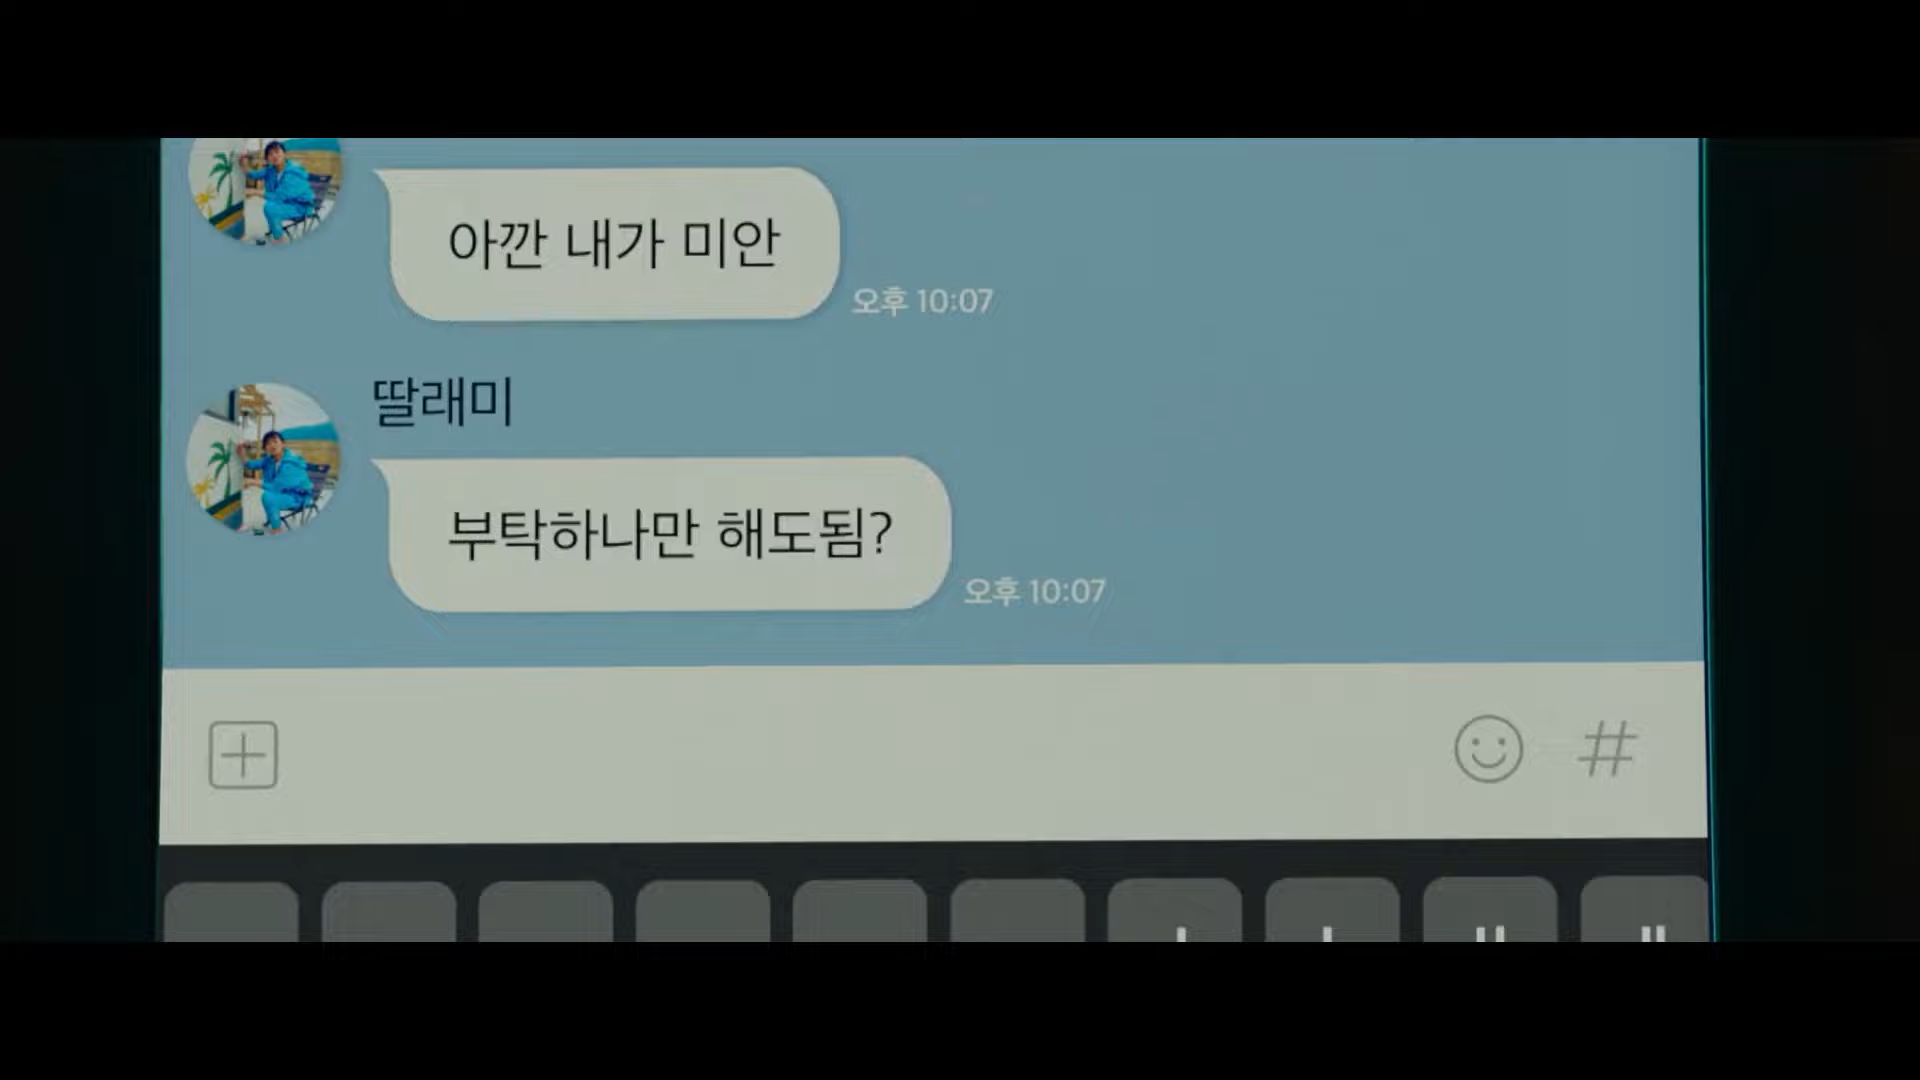 아깐 내가 미안
오후 10:07
딸래미
부탁하나만 해도됨?
오후 10:07
#